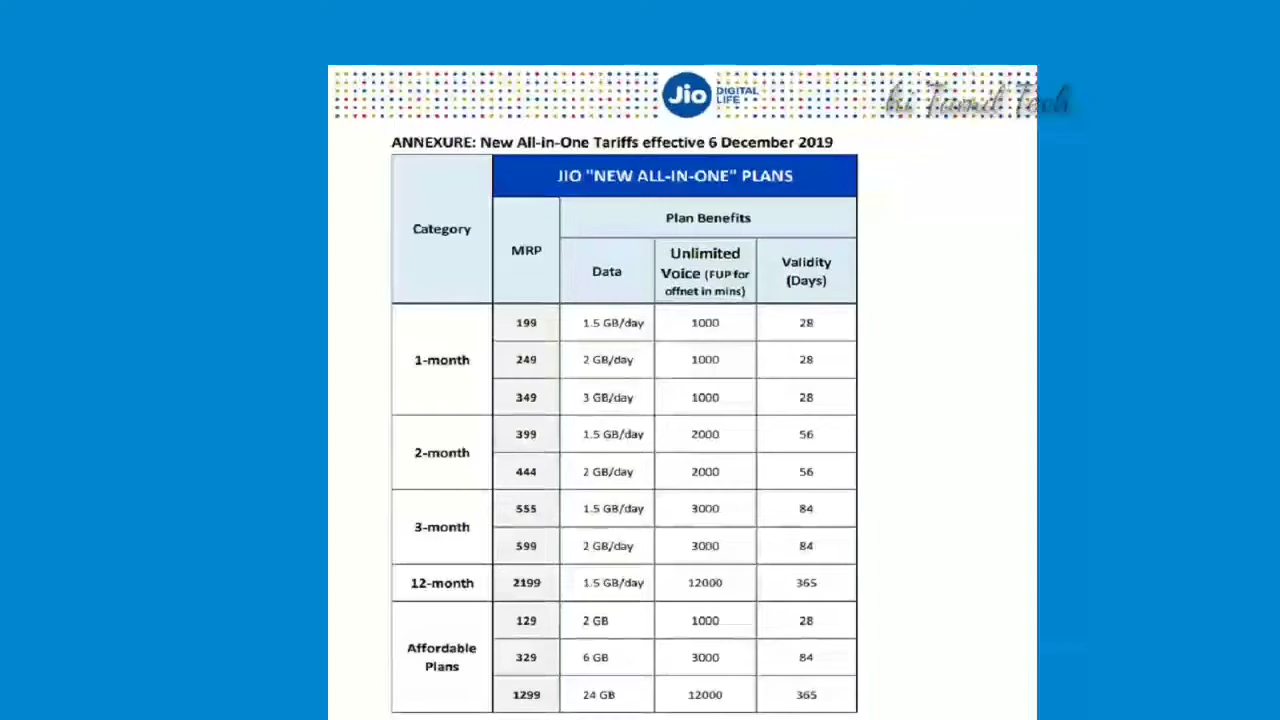 Jio DIGITAL LIFE
hi Tamil Tech
ANNEXURE: New All-in-One Tariffs effective 6 December 2019
JIO "NEW ALL-IN-ONE" PLANS
Category MRP Plan Benefits
Data Unlimited Voice (FUP for offnet in mins) Validity (Days)
1-month 199 1.5 GB/day 1000 28
249 2 GB/day 1000 28
349 3 GB/day 1000 28
2-month 399 1.5 GB/day 2000 56
444 2 GB/day 2000 56
3-month 555 1.5 GB/day 3000 84
599 2 GB/day 3000 84
12-month 2199 1.5 GB/day 12000 365
Affordable Plans 129 2 GB 1000 28
329 6 GB 3000 84
1299 24 GB 12000 365